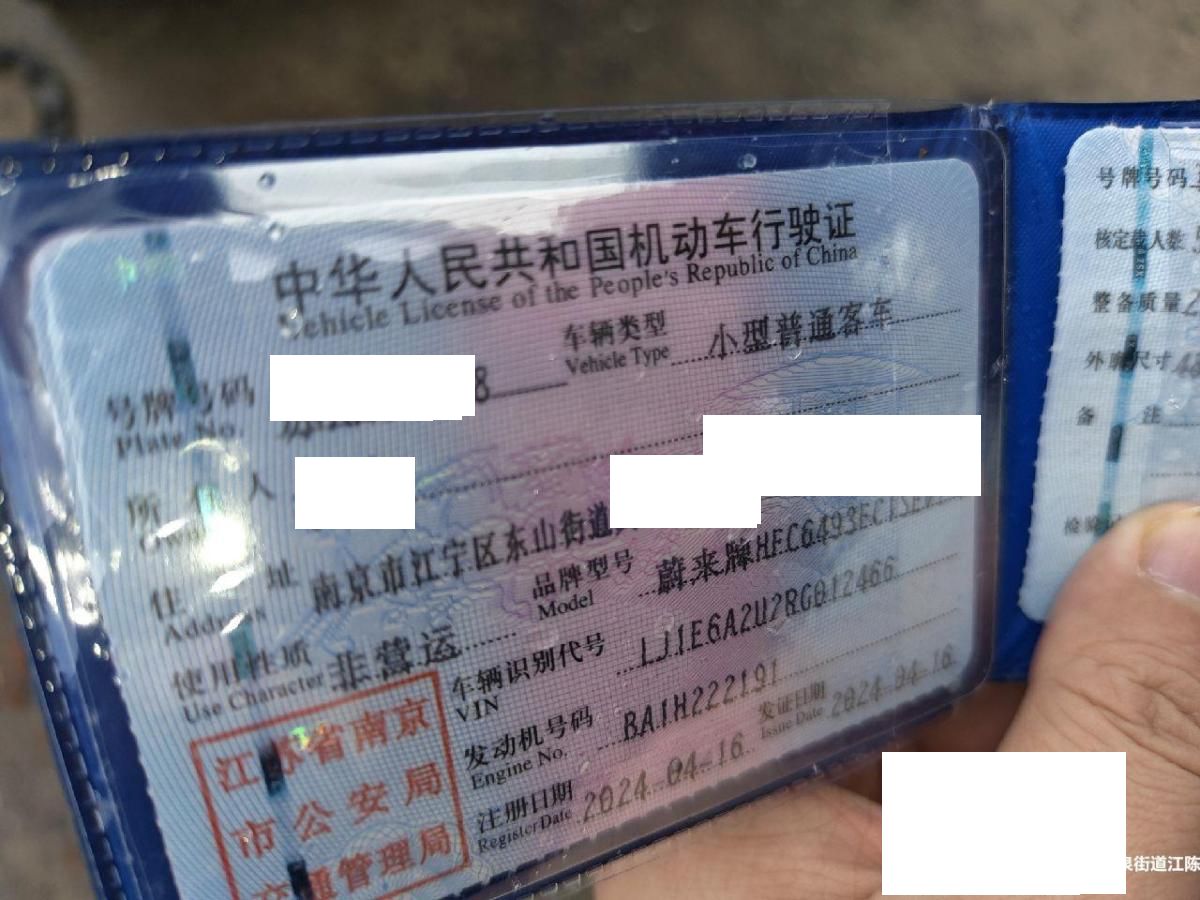 中华人民共和国机动车行驶证
Vehicle License of the People's Republic of China
号牌号码 8
Plate No.
车辆类型 小型普通客车
Vehicle Type
所 人
住 址 南京市江宁区东山街道
Address
使用性质 非营运
Use Character
品牌型号 蔚来牌HFC6493EC
Model
车辆识别代号 LJ1E6A2U2RG012466
VIN
发动机号码 BA1H222191
Engine No.
注册日期 2024-04-16
Register Date
发证日期 2024-04-16
Issue Date
江苏省南京
市公安局
交通管理局
号牌号码
核定载人数
整备质量
外廓尺寸
备 注
街道江陈